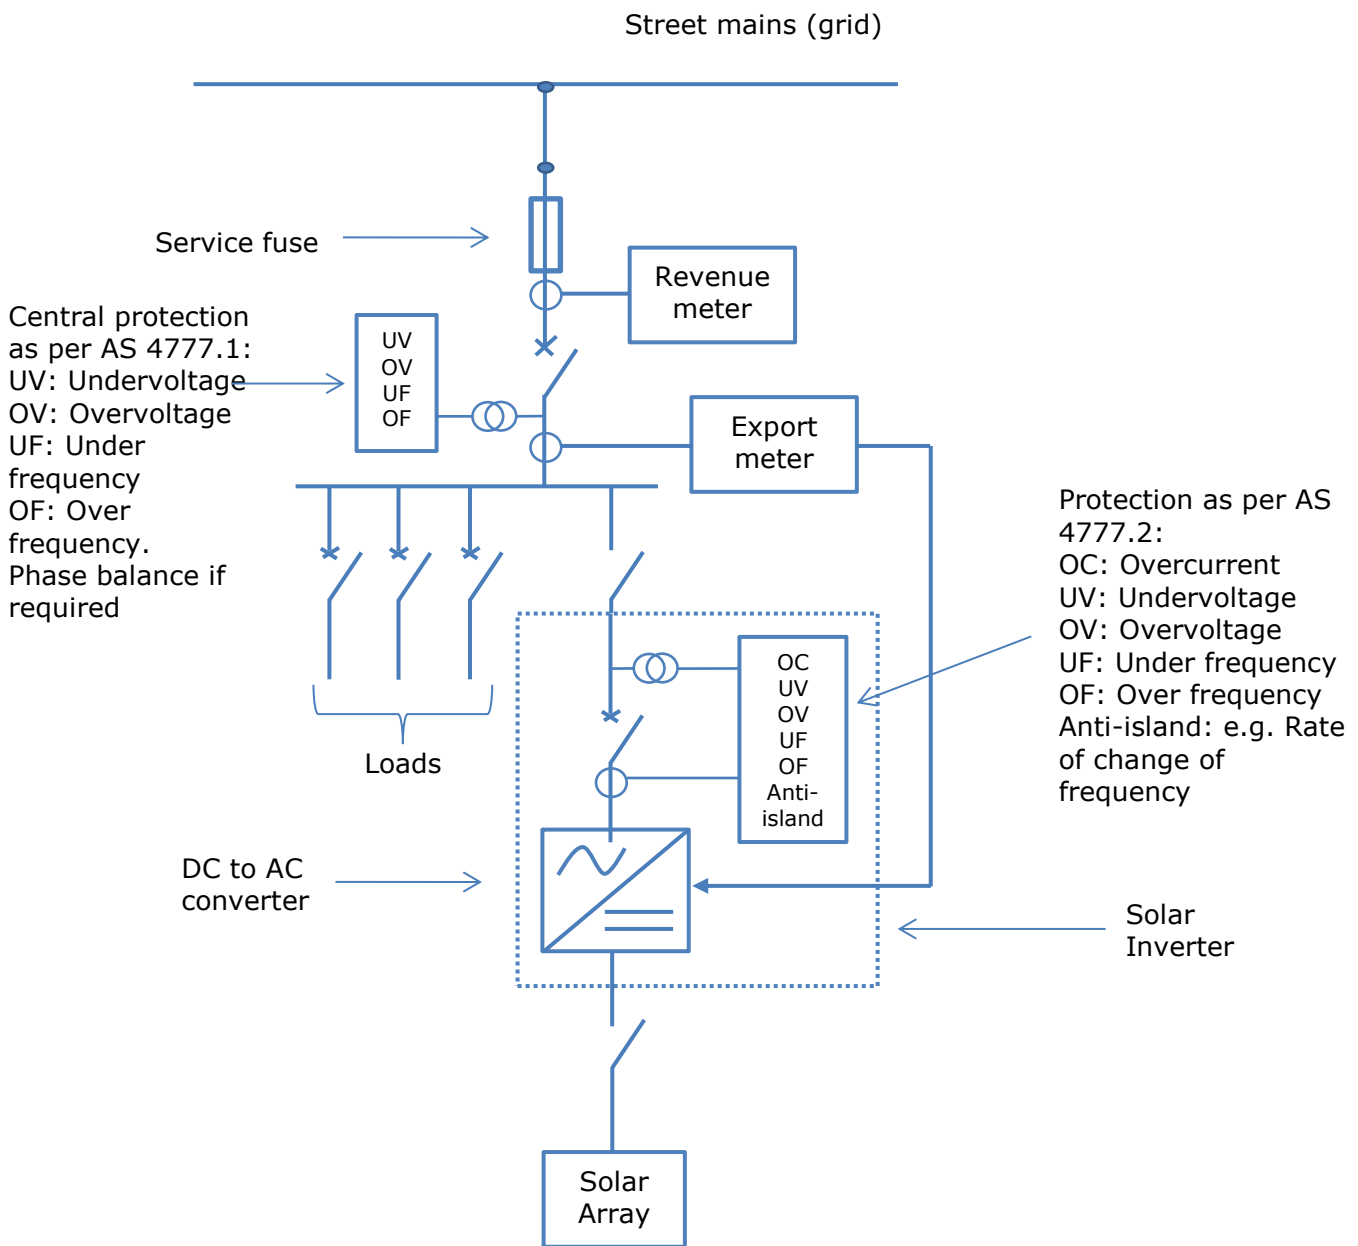 Street mains (grid)
Service fuse
Revenue
meter
Central protection
as per AS 4777.1:
UV: Undervoltage
OV: Overvoltage
UF: Under
frequency
OF: Over
frequency.
Phase balance if
required
UV
OV
UF
OF
Export
meter
Protection as per AS
4777.2:
OC: Overcurrent
UV: Undervoltage
OV: Overvoltage
UF: Under frequency
OF: Over frequency
Anti-island: e.g. Rate
of change of
frequency
OC
UV
OV
UF
OF
Anti-
island
Loads
DC to AC
converter
Solar
Inverter
Solar
Array